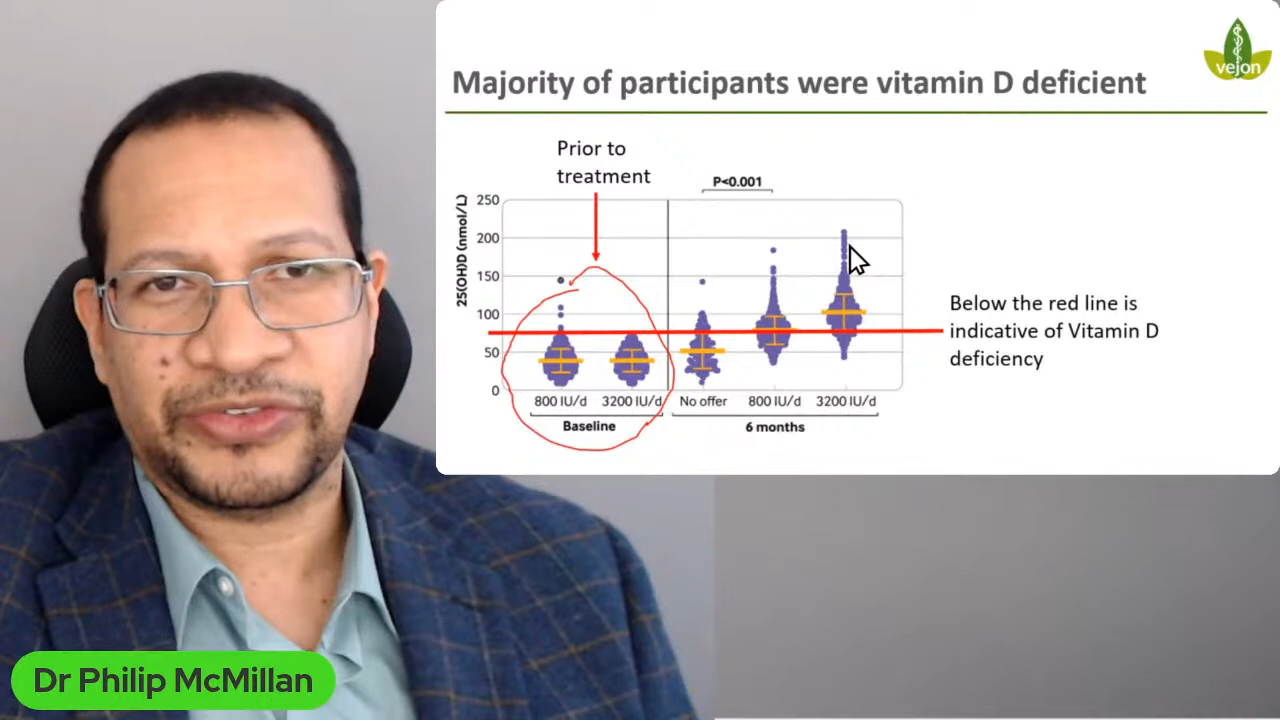 vejon
Majority of participants were vitamin D deficient
Prior to
treatment
P<0.001
25(OH)D (nmol/L)
250
200
150
100
50
0
800 IU/d
3200 IU/d
No offer
800 IU/d
3200 IU/d
Baseline
6 months
Below the red line is
indicative of Vitamin D
deficiency
Dr Philip McMillan